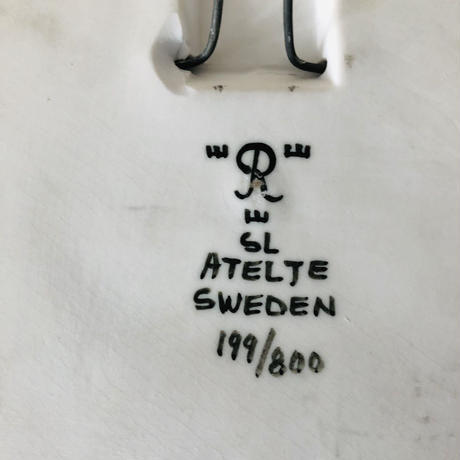 E R E
E
SL
ATELJE
SWEDEN
199/800